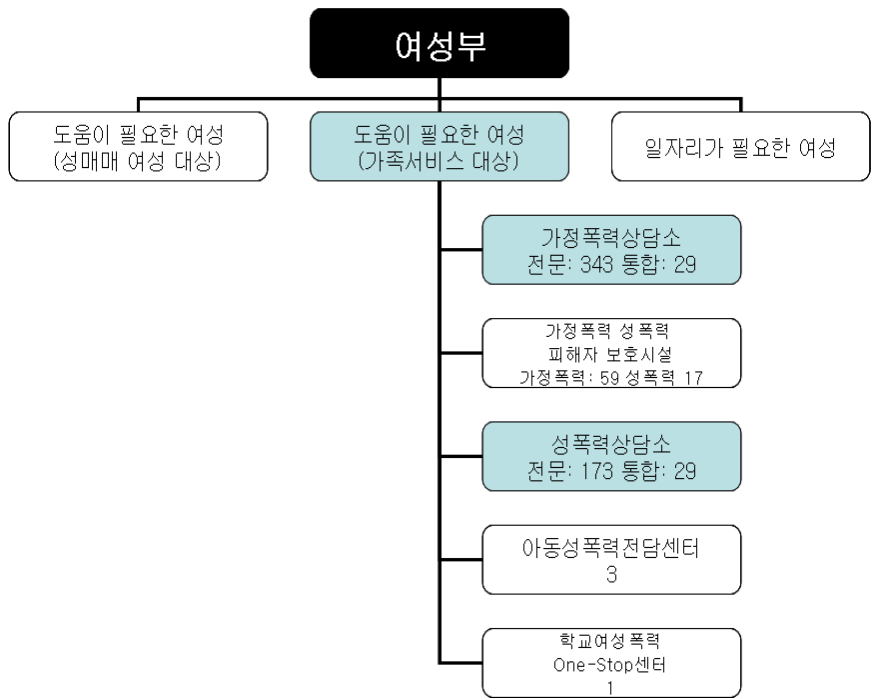 여성부
도움이 필요한 여성
(성매매 여성 대상)
도움이 필요한 여성
(가족서비스 대상)
일자리가 필요한 여성
가정폭력상담소
전문: 343 통합: 29
가정폭력 성폭력
피해자 보호시설
가정폭력: 59 성폭력 17
성폭력상담소
전문: 173 통합: 29
아동성폭력전담센터
3
학교여성폭력
One-Stop센터
1